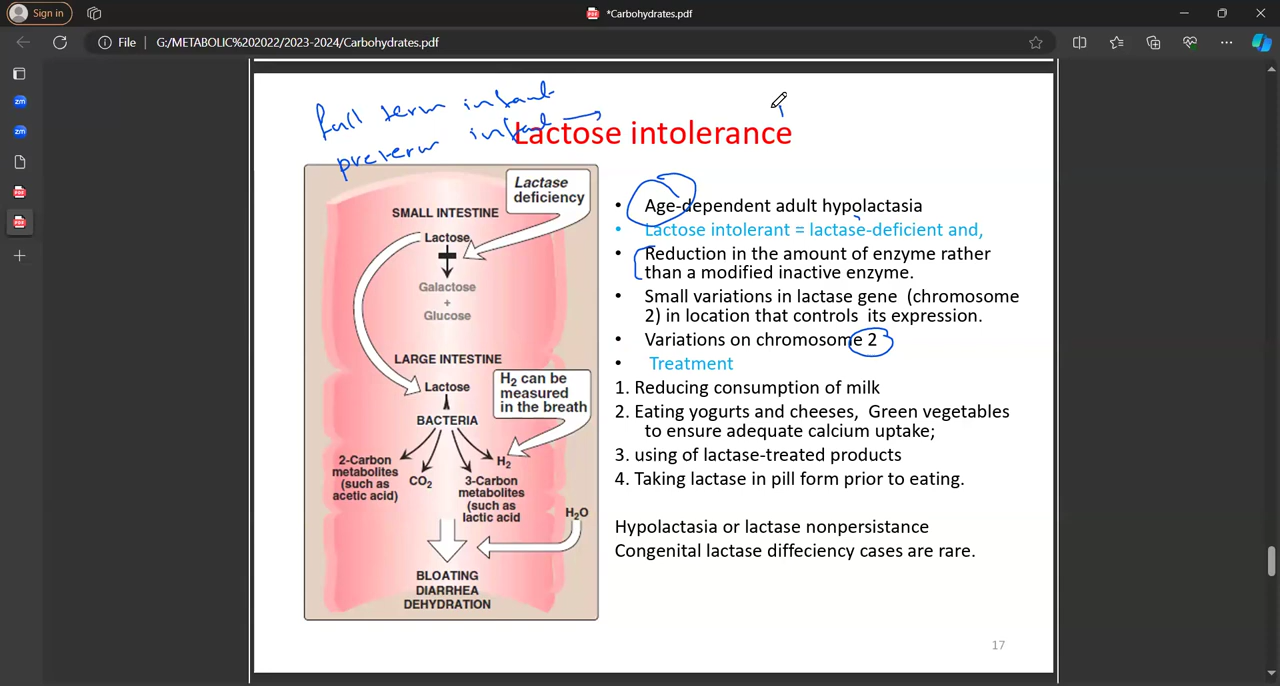 Sign in
*Carbohydrates.pdf
File
G:/METABOLIC%202022/2023-2024/Carbohydrates.pdf
zm
zm
full term infant
preterm infant →
Lactose intolerance
Lactase
deficiency
SMALL INTESTINE
Lactose
Galactose
+
Glucose
LARGE INTESTINE
Lactose
H2 can be
measured
in the breath
BACTERIA
2-Carbon
metabolites
(such as
acetic acid)
CO2
H2
3-Carbon
metabolites
(such as
lactic acid
H2O
BLOATING
DIARRHEA
DEHYDRATION
• Age-dependent adult hypolactasia
• Lactose intolerant = lactase-deficient and,
• Reduction in the amount of enzyme rather
than a modified inactive enzyme.
• Small variations in lactase gene (chromosome
2) in location that controls its expression.
• Variations on chromosome 2
• Treatment
1. Reducing consumption of milk
2. Eating yogurts and cheeses, Green vegetables
to ensure adequate calcium uptake;
3. using of lactase-treated products
4. Taking lactase in pill form prior to eating.
Hypolactasia or lactase nonpersistance
Congenital lactase diffeciency cases are rare.
17